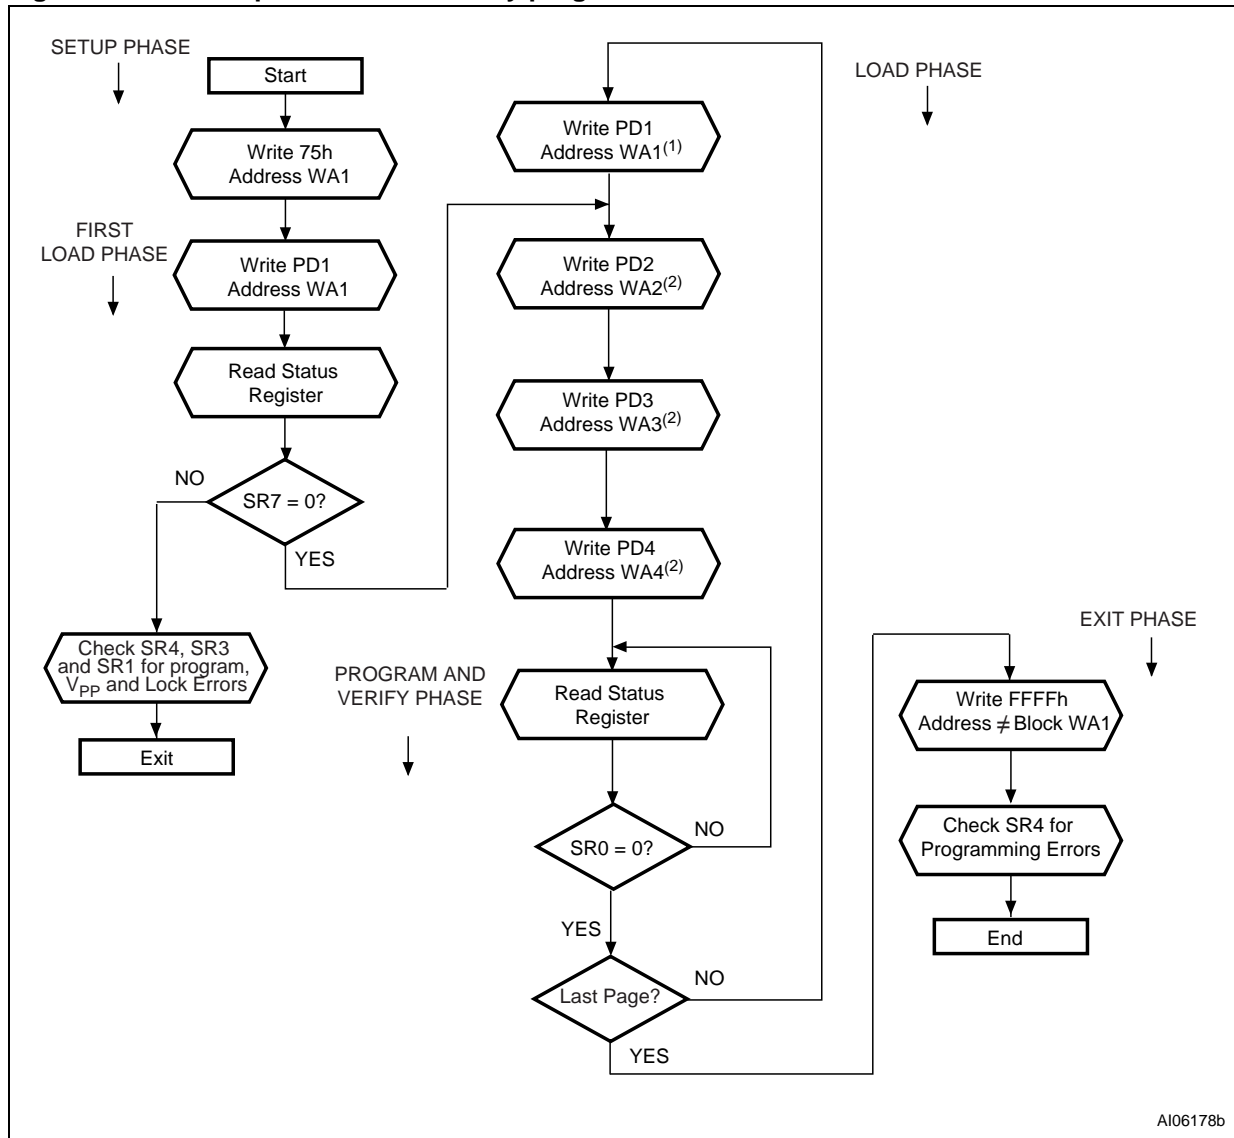 SETUP PHASE
Start
Write 75h
Address WA1
FIRST
LOAD PHASE
Write PD1
Address WA1
Read Status
Register
NO
SR7 = 0?
YES
Check SR4, SR3
and SR1 for program,
VPP and Lock Errors
Exit
LOAD PHASE
Write PD1
Address WA1(1)
Write PD2
Address WA2(2)
Write PD3
Address WA3(2)
Write PD4
Address WA4(2)
PROGRAM AND
VERIFY PHASE
Read Status
Register
SR0 = 0?
NO
YES
Last Page?
NO
YES
EXIT PHASE
Write FFFFh
Address ≠ Block WA1
Check SR4 for
Programming Errors
End
AI06178b